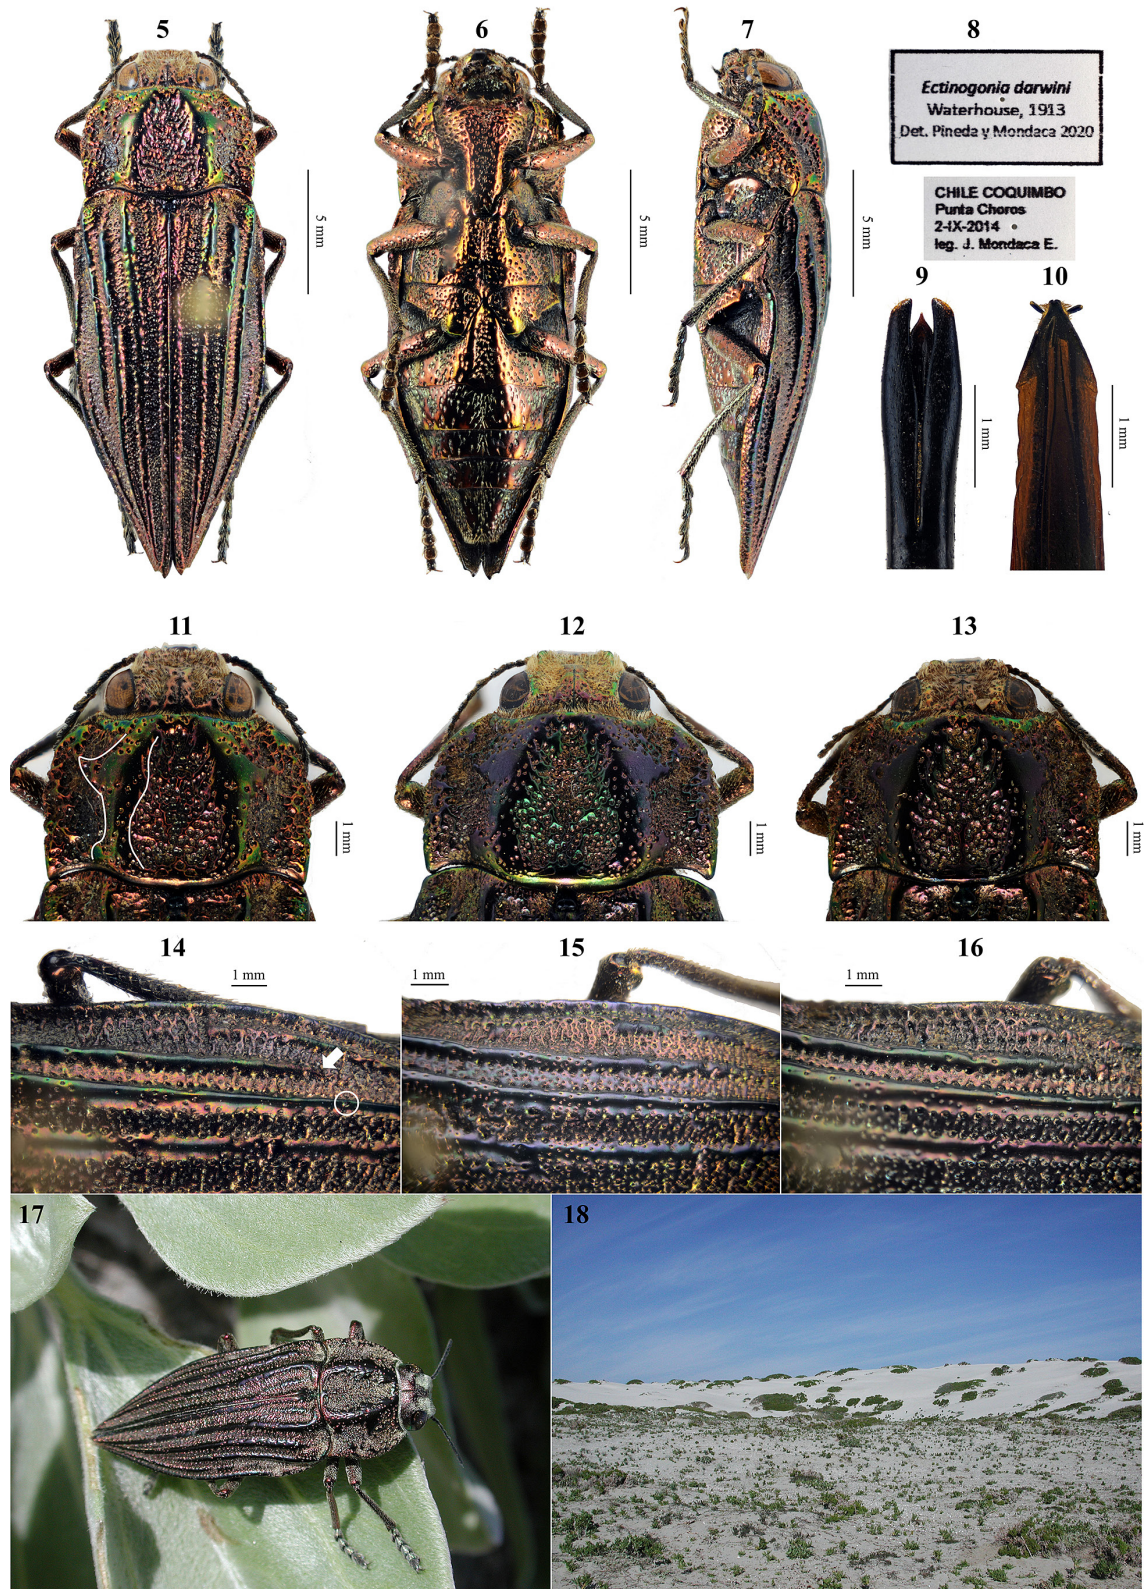 5
6
7
8
Ectinogonia darwini
Waterhouse, 1913
Det. Pineda y Mondaca 2020
CHILE COQUIMBO
Punta Choros
2-IX-2014
leg. J. Mondaca E.
5 mm
5 mm
5 mm
9
10
1 mm
1 mm
11
12
13
1 mm
1 mm
1 mm
14
15
16
1 mm
1 mm
1 mm
17
18